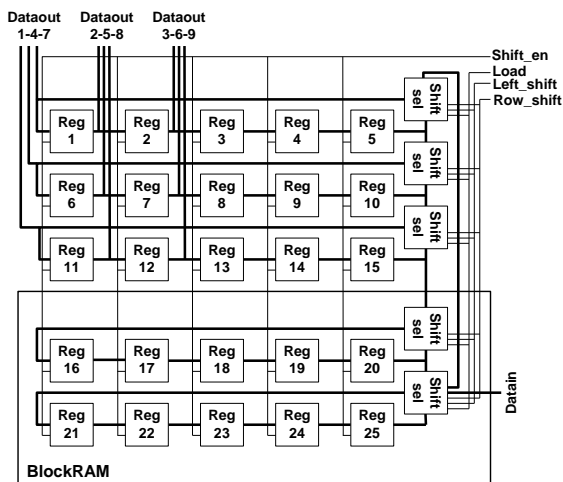 Dataout Dataout Dataout
1-4-7 2-5-8 3-6-9
Shift_en
Load
Left_shift
Row_shift
Shift
sel
Reg Reg Reg Reg Reg
1 2 3 4 5
Shift
sel
Reg Reg Reg Reg Reg
6 7 8 9 10
Shift
sel
Reg Reg Reg Reg Reg
11 12 13 14 15
Shift
sel
Reg Reg Reg Reg Reg
16 17 18 19 20
Shift
sel
Datain
Reg Reg Reg Reg Reg
21 22 23 24 25
BlockRAM